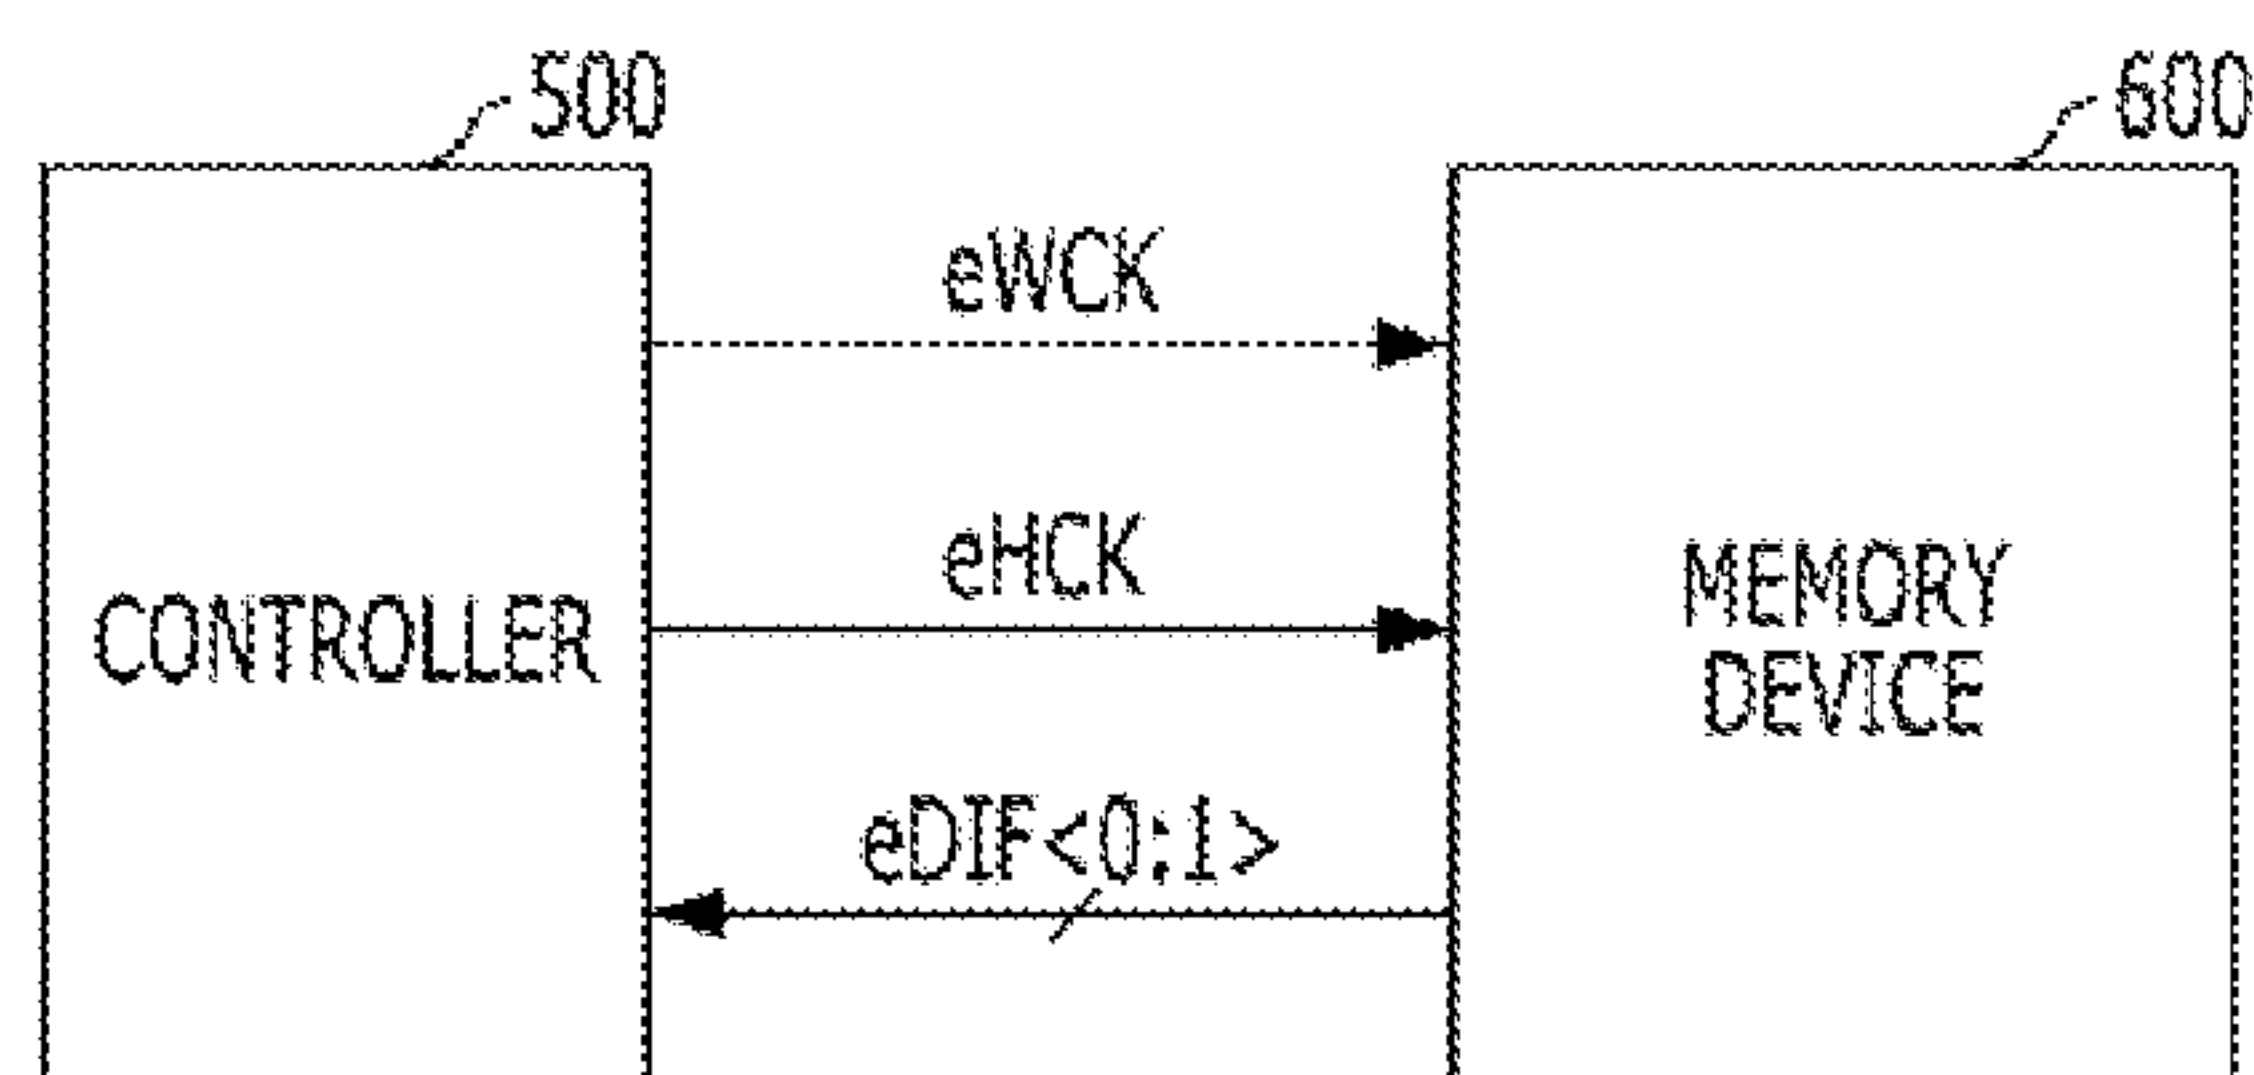 500
600
eWCK
eHCK
CONTROLLER
MEMORY
DEVICE
eDIF<0:1>